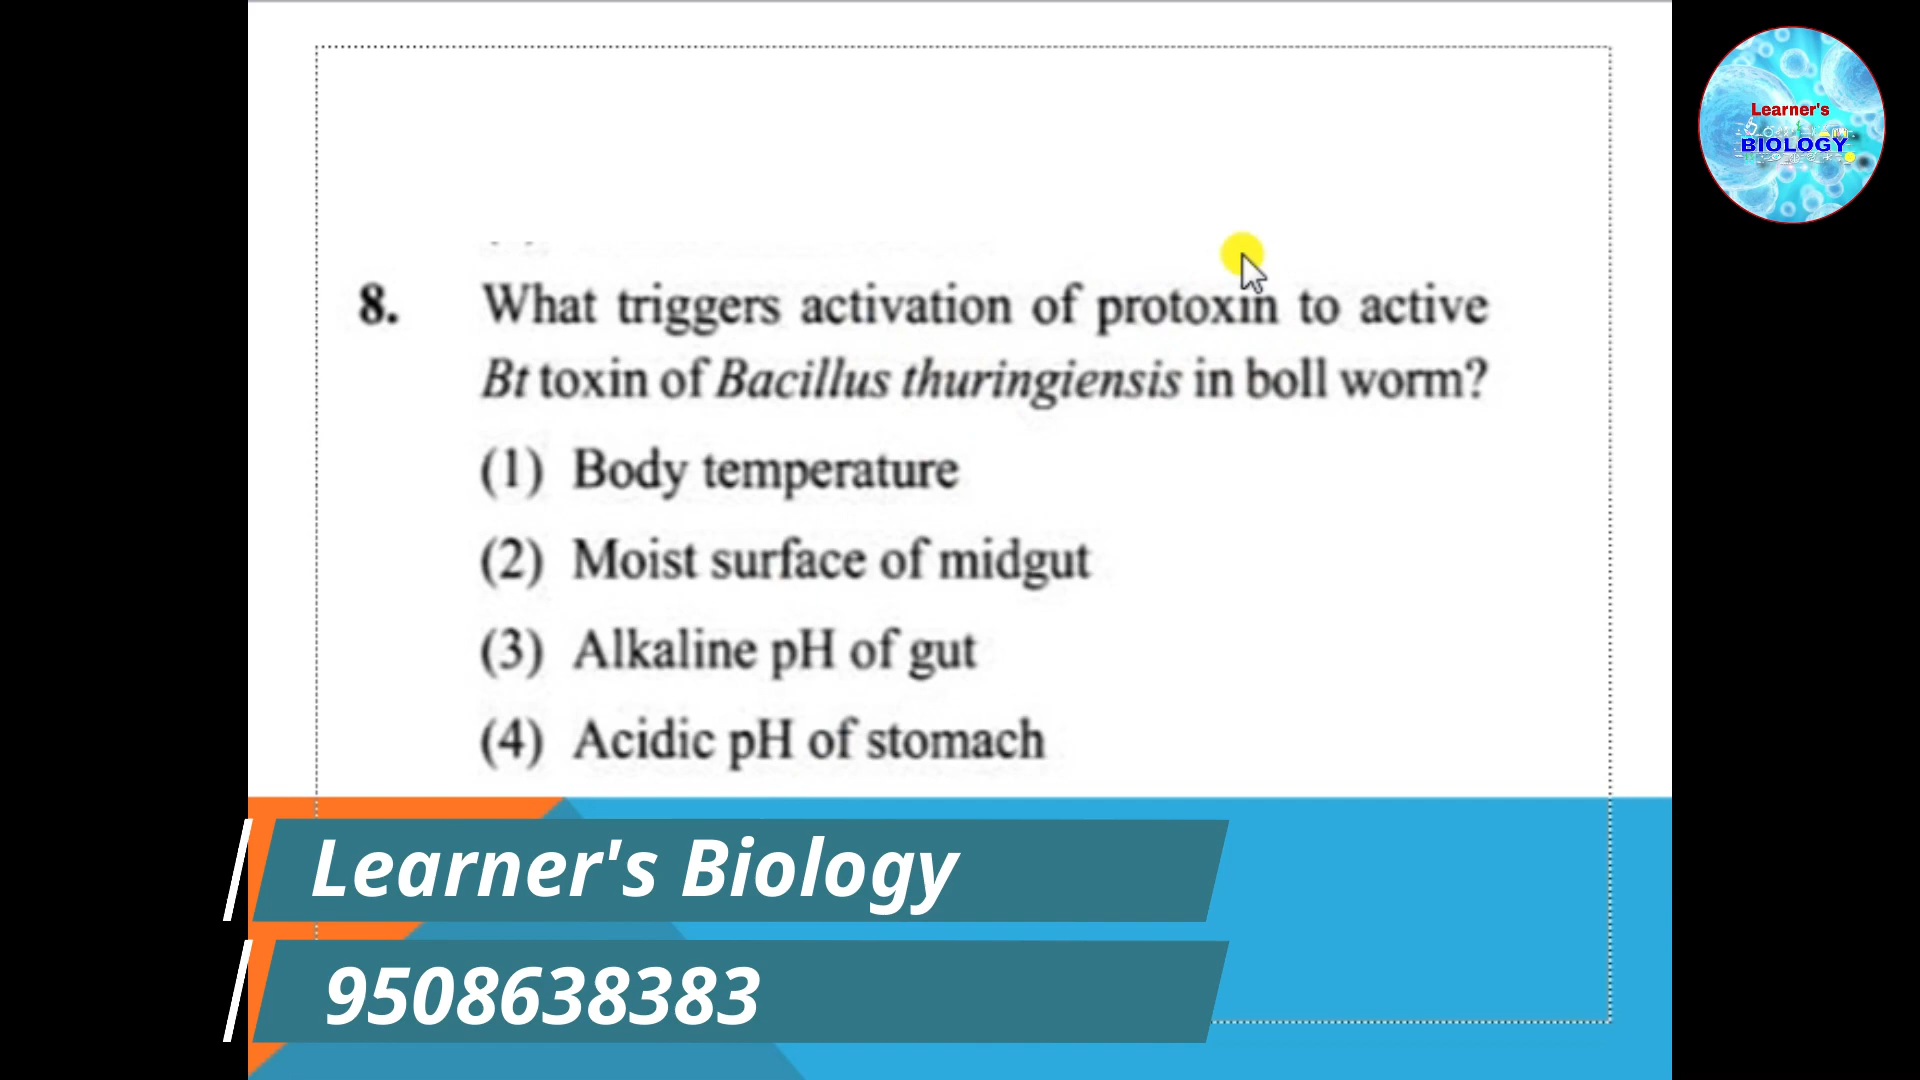 Learner's
BIOLOGY
8. What triggers activation of protoxin to active
Bt toxin of Bacillus thuringiensis in boll worm?
(1) Body temperature
(2) Moist surface of midgut
(3) Alkaline pH of gut
(4) Acidic pH of stomach
Learner's Biology
9508638383